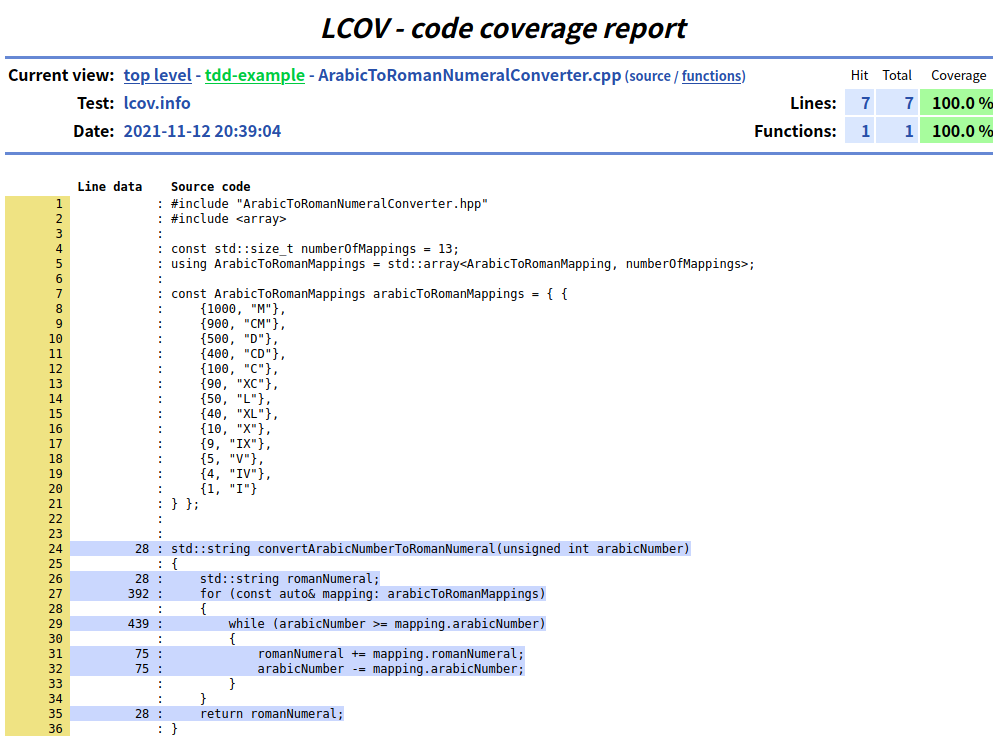 LCOV - code coverage report
Current view: top level - tdd-example - ArabicToRomanNumeralConverter.cpp (source / functions) Hit Total Coverage
Test: lcov.info Lines: 7 7 100.0 %
Date: 2021-11-12 20:39:04 Functions: 1 1 100.0 %
Line data Source code
1 : #include "ArabicToRomanNumeralConverter.hpp"
2 : #include <array>
3 :
4 : const std::size_t numberOfMappings = 13;
5 : using ArabicToRomanMappings = std::array<ArabicToRomanMapping, numberOfMappings>;
6 :
7 : const ArabicToRomanMappings arabicToRomanMappings = { {
8 :     {1000, "M"},
9 :     {900, "CM"},
10 :     {500, "D"},
11 :     {400, "CD"},
12 :     {100, "C"},
13 :     {90, "XC"},
14 :     {50, "L"},
15 :     {40, "XL"},
16 :     {10, "X"},
17 :     {9, "IX"},
18 :     {5, "V"},
19 :     {4, "IV"},
20 :     {1, "I"}
21 : } };
22 :
23 :
24 28 : std::string convertArabicNumberToRomanNumeral(unsigned int arabicNumber)
25 : {
26 28 :     std::string romanNumeral;
27 392 :     for (const auto& mapping: arabicToRomanMappings)
28 :     {
29 439 :         while (arabicNumber >= mapping.arabicNumber)
30 :         {
31 75 :             romanNumeral += mapping.romanNumeral;
32 75 :             arabicNumber -= mapping.arabicNumber;
33 :         }
34 :     }
35 28 :     return romanNumeral;
36 : }